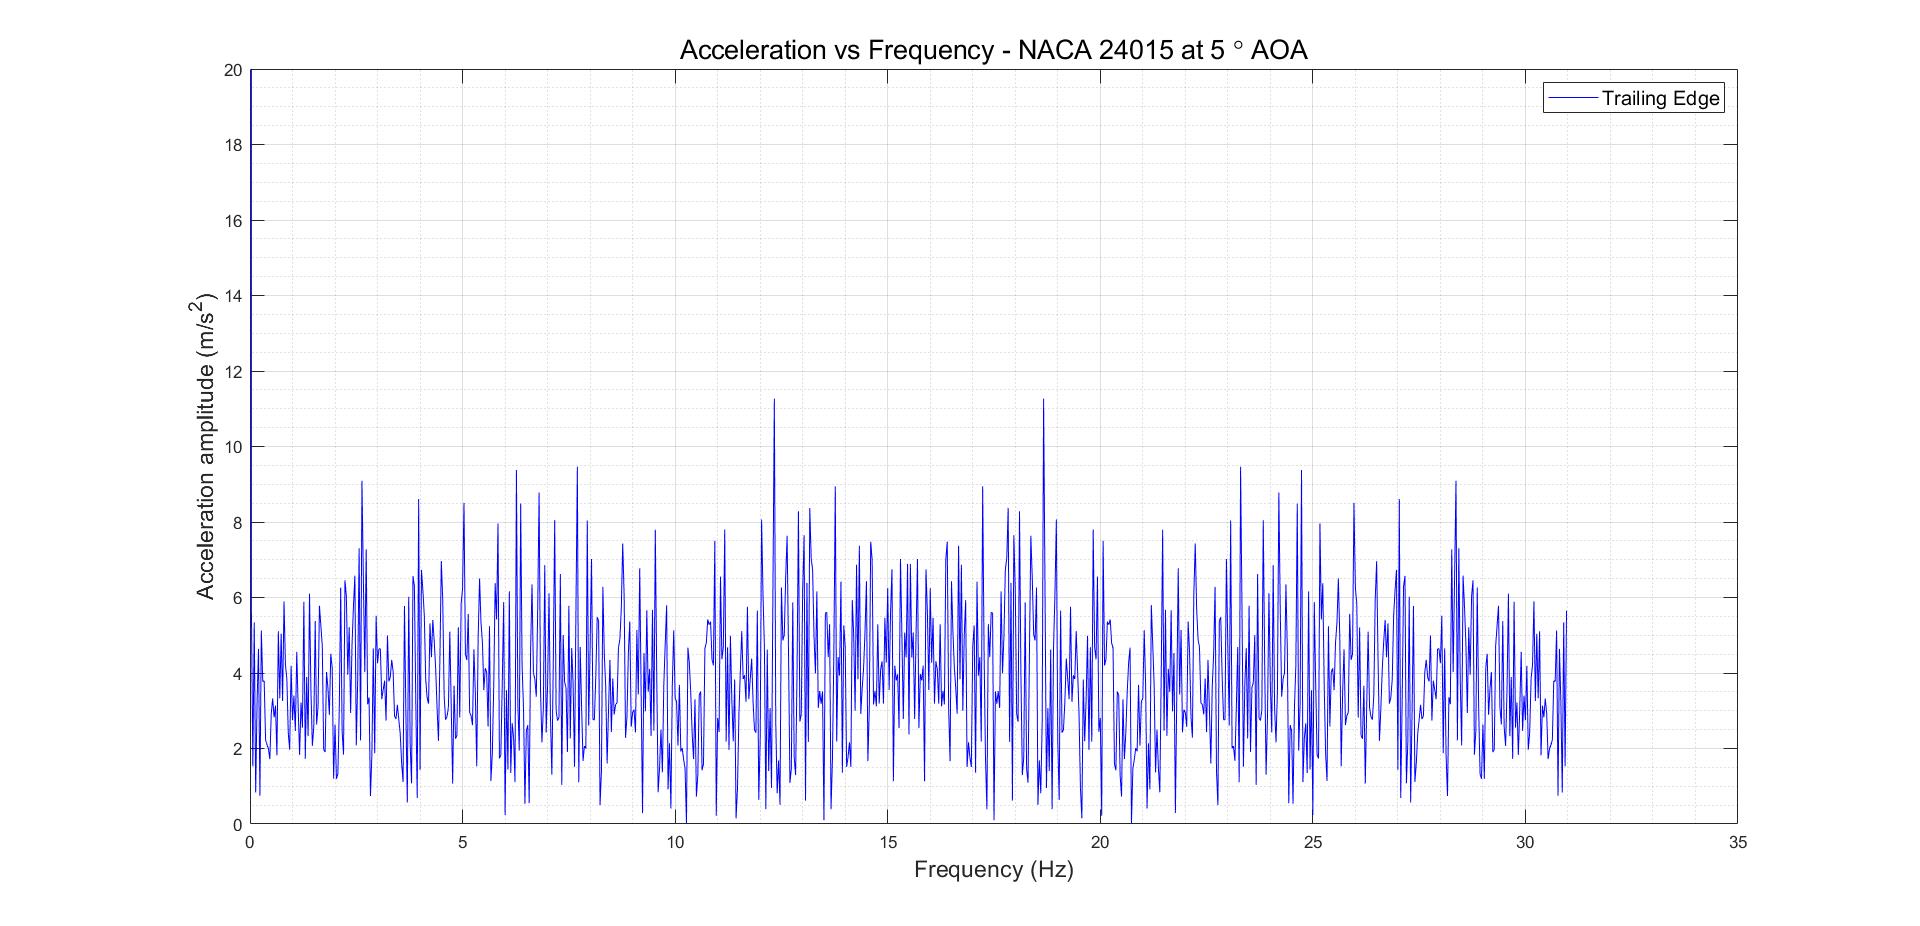 Acceleration vs Frequency - NACA 24015 at 5 ° AOA
Trailing Edge
Acceleration amplitude (m/s²)
20
18
16
14
12
10
8
6
4
2
0
0 5 10 15 20 25 30 35
Frequency (Hz)